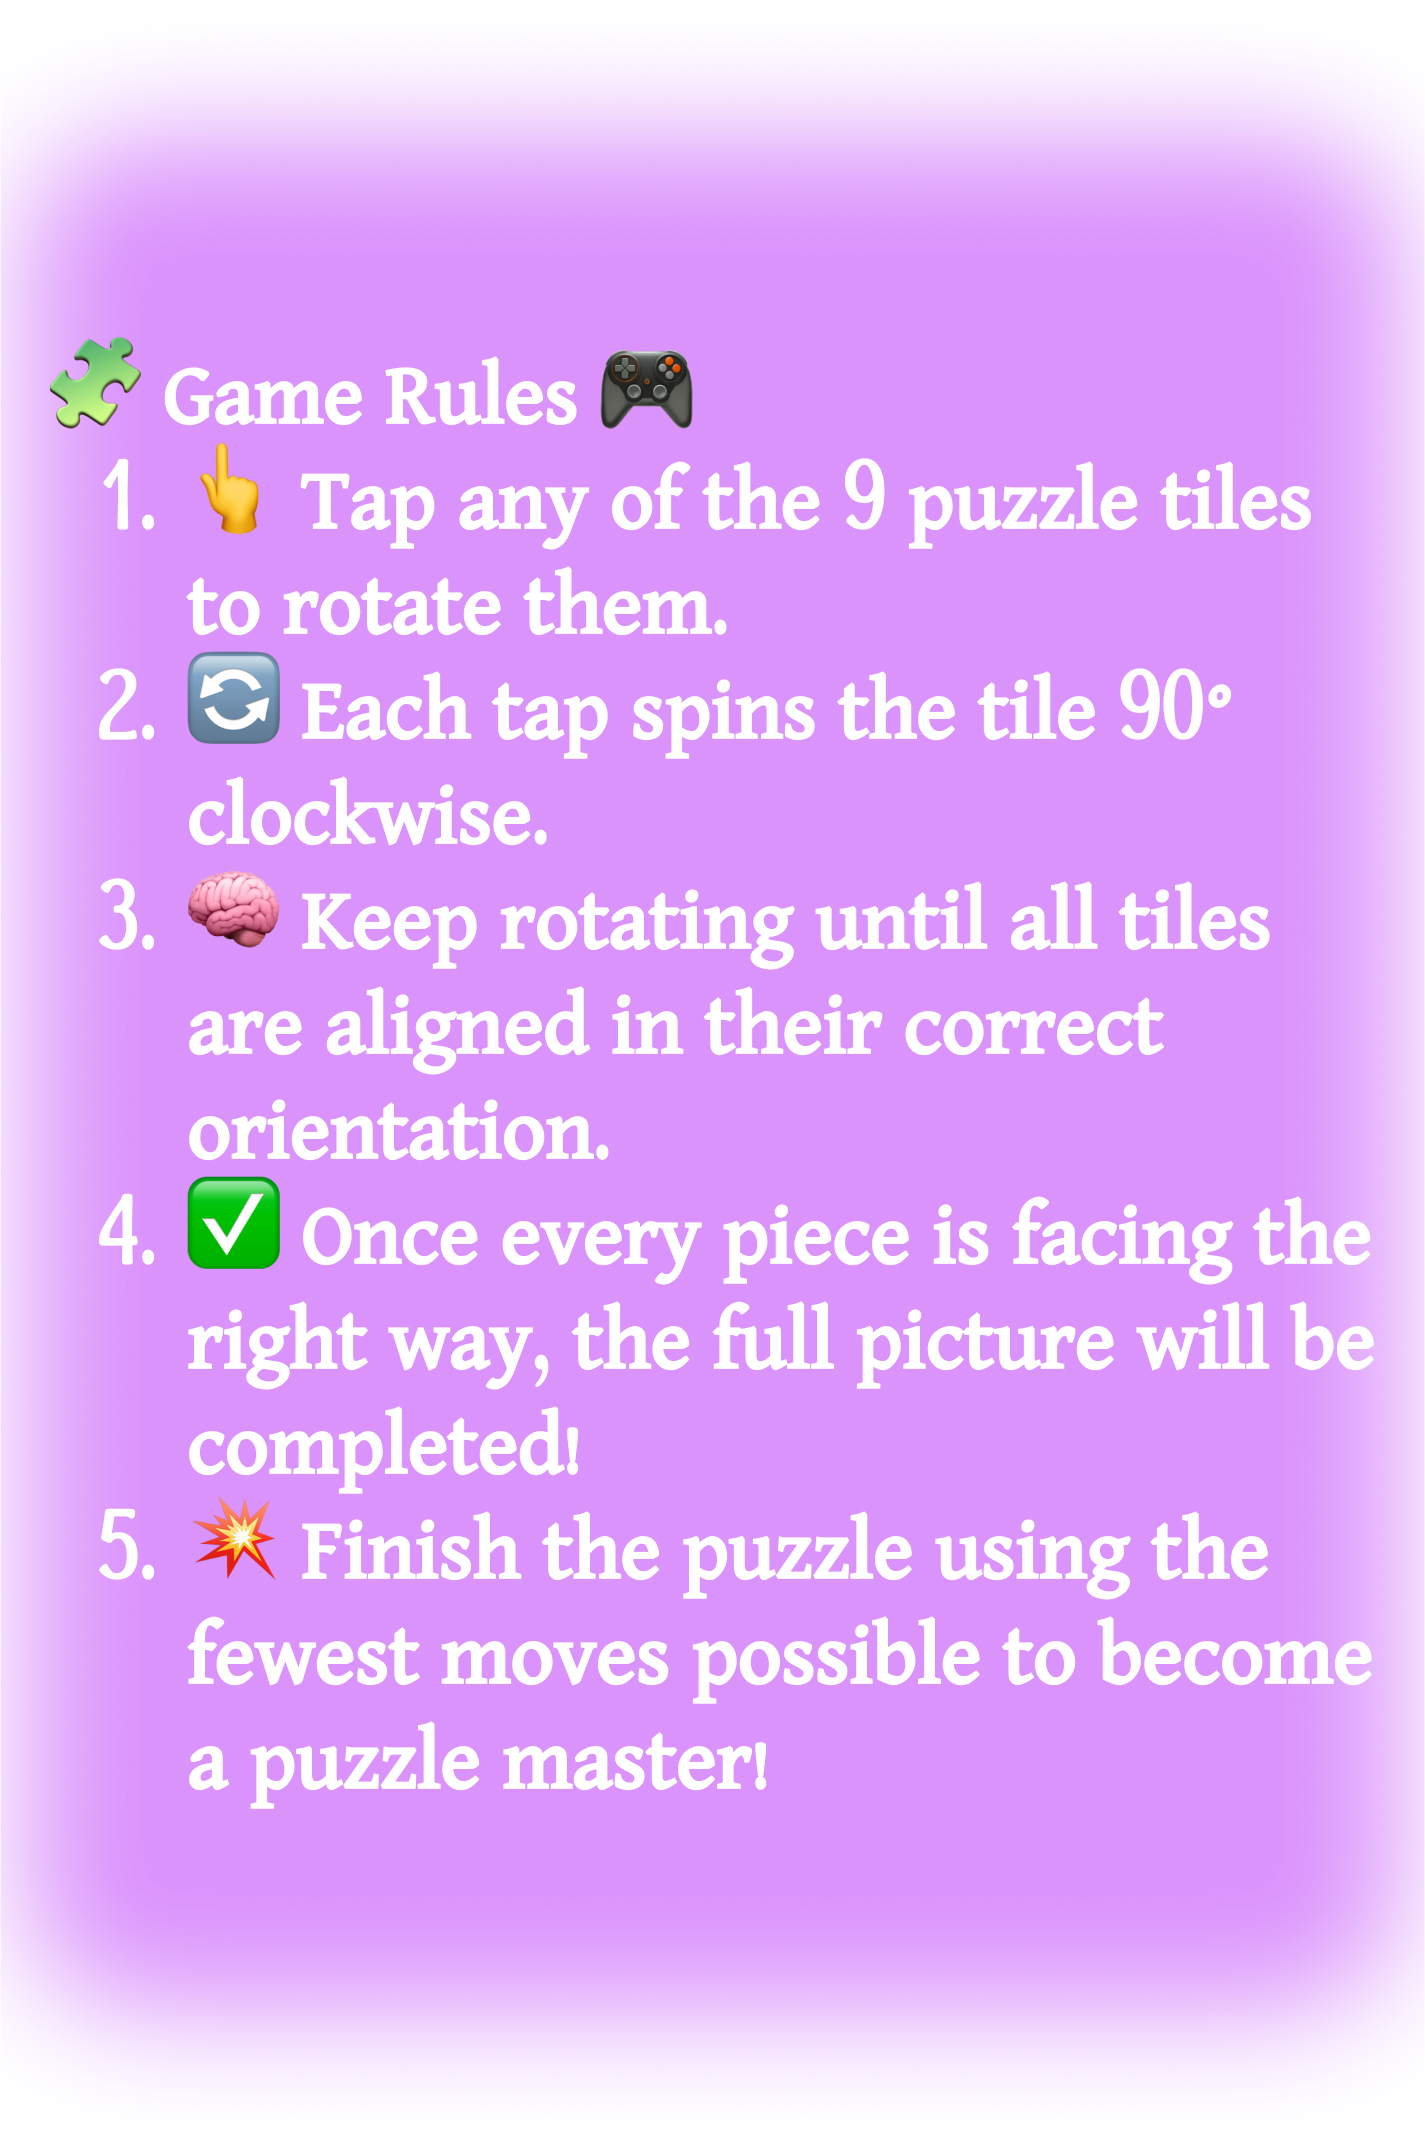 🧩 Game Rules 🎮
1. 👆 Tap any of the 9 puzzle tiles
to rotate them.
2. 🔄 Each tap spins the tile 90°
clockwise.
3. 🧠 Keep rotating until all tiles
are aligned in their correct
orientation.
4. ✅ Once every piece is facing the
right way, the full picture will be
completed!
5. 💥 Finish the puzzle using the
fewest moves possible to become
a puzzle master!